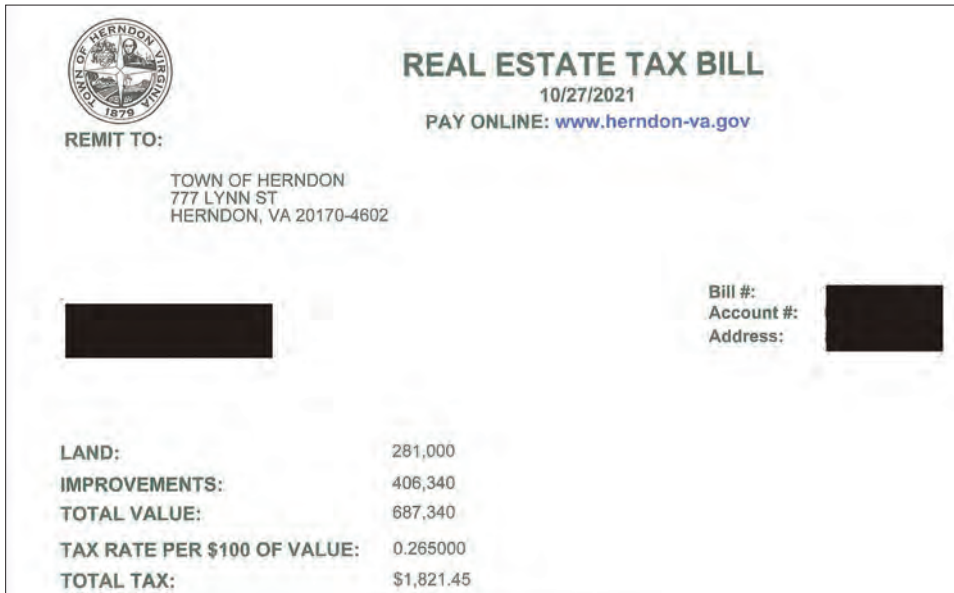 TOWN OF HERNDON VIRGINIA
1879
REAL ESTATE TAX BILL
10/27/2021
PAY ONLINE: www.herndon-va.gov
REMIT TO:
TOWN OF HERNDON
777 LYNN ST
HERNDON, VA 20170-4602
Bill #:
Account #:
Address:
LAND: 281,000
IMPROVEMENTS: 406,340
TOTAL VALUE: 687,340
TAX RATE PER $100 OF VALUE: 0.265000
TOTAL TAX: $1,821.45